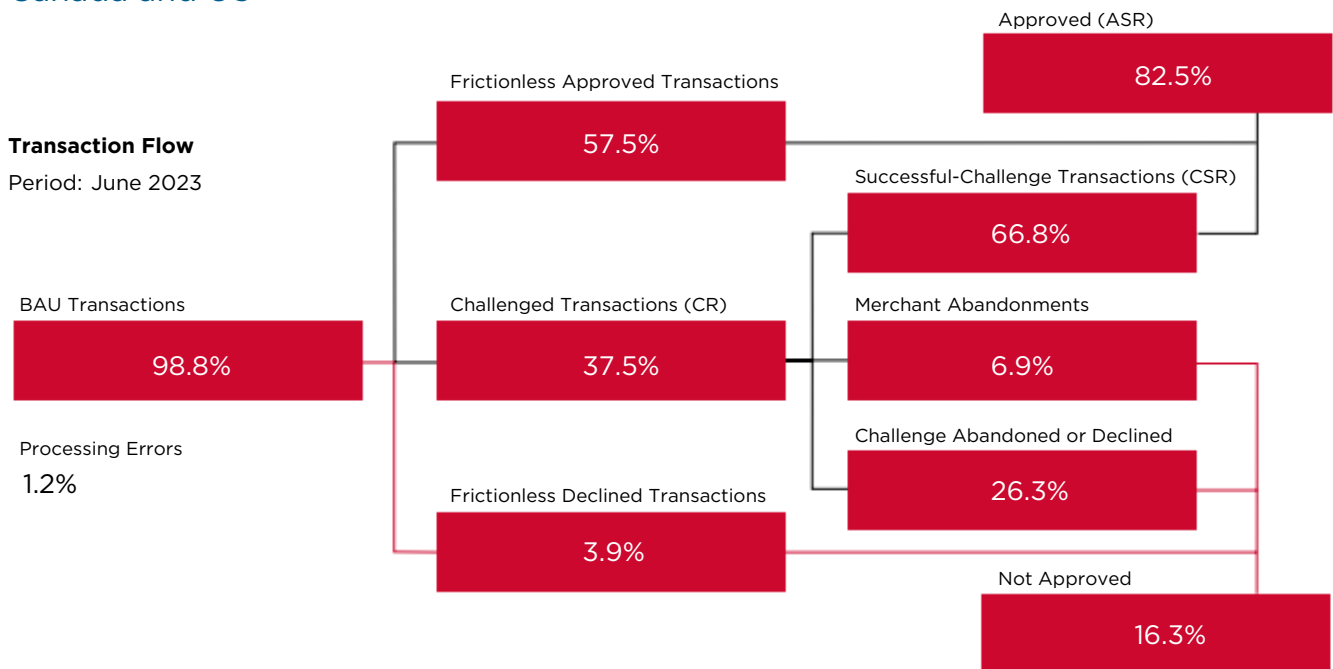 Approved (ASR)
82.5%
Frictionless Approved Transactions
57.5%
Transaction Flow
Period: June 2023
Successful-Challenge Transactions (CSR)
66.8%
BAU Transactions
98.8%
Challenged Transactions (CR)
37.5%
Merchant Abandonments
6.9%
Processing Errors
1.2%
Challenge Abandoned or Declined
26.3%
Frictionless Declined Transactions
3.9%
Not Approved
16.3%